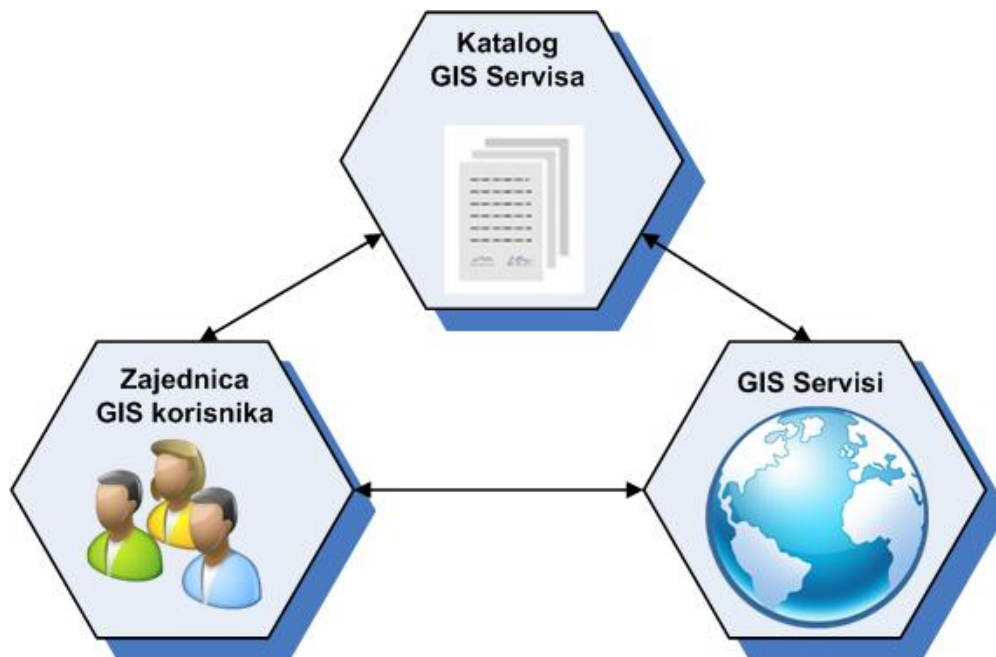 Katalog
GIS Servisa
Zajednica
GIS korisnika
GIS Servisi